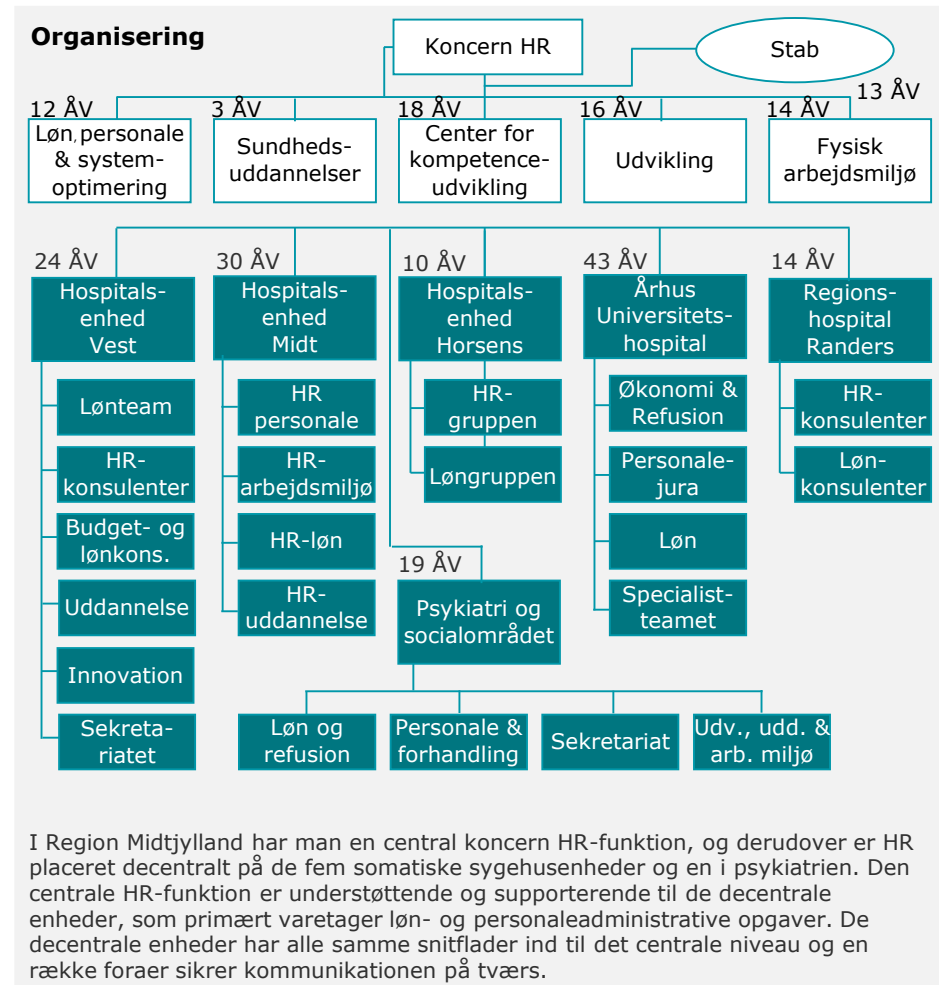 Organisering
Koncern HR
Stab
13 ÅV
12 ÅV
3 ÅV
18 ÅV
16 ÅV
14 ÅV
Løn,personale
& system-
optimering
Sundheds-
uddannelser
Center for
kompetence-
udvikling
Udvikling
Fysisk
arbejdsmiljø
24 ÅV
30 ÅV
10 ÅV
43 ÅV
14 ÅV
Hospitals-
enhed
Vest
Hospitals-
enhed
Midt
Hospitals-
enhed
Horsens
Århus
Universitets-
hospital
Regions-
hospital
Randers
Lønteam
HR-
konsulenter
Budget- og
lønkons.
Uddannelse
Innovation
Sekreta-
riatet
HR
personale
HR-
arbejdsmiljø
HR-løn
HR-
uddannelse
HR-
gruppen
Løngruppen
Økonomi &
Refusion
Personale-
jura
Løn
Specialist-
teamet
HR-
konsulenter
Løn-
konsulenter
19 ÅV
Psykiatri og
socialområdet
Løn og
refusion
Personale &
forhandling
Sekretariat
Udv., udd. &
arb. miljø
I Region Midtjylland har man en central koncern HR-funktion, og derudover er HR
placeret decentralt på de fem somatiske sygehusenheder og en i psykiatrien. Den
centrale HR-funktion er understøttende og supporterende til de decentrale
enheder, som primært varetager løn- og personaleadministrative opgaver. De
decentrale enheder har alle samme snitflader ind til det centrale niveau og en
række foraer sikrer kommunikationen på tværs.